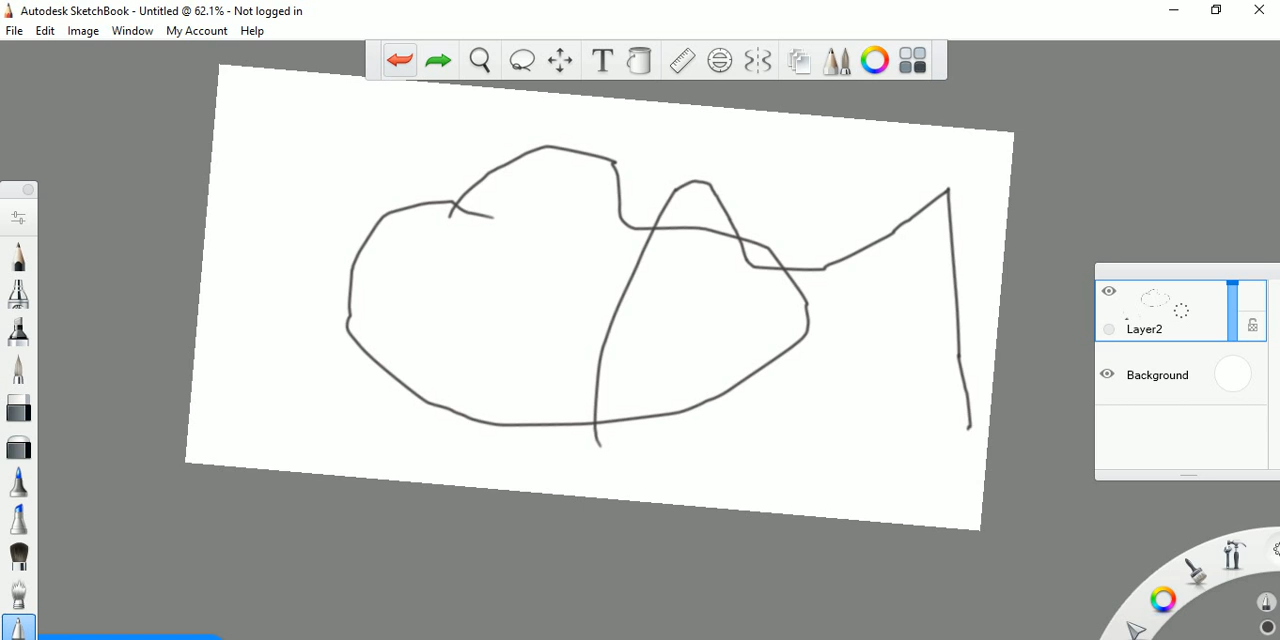 Autodesk SketchBook - Untitled @ 62.1% - Not logged in
File Edit Image Window My Account Help
T
Layer2
Background